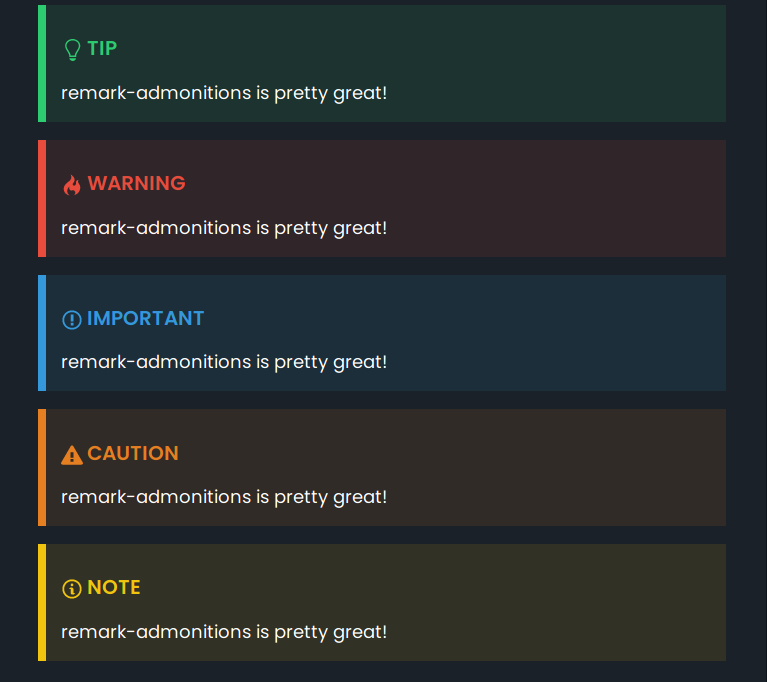 TIP
remark-admonitions is pretty great!
WARNING
remark-admonitions is pretty great!
IMPORTANT
remark-admonitions is pretty great!
CAUTION
remark-admonitions is pretty great!
NOTE
remark-admonitions is pretty great!